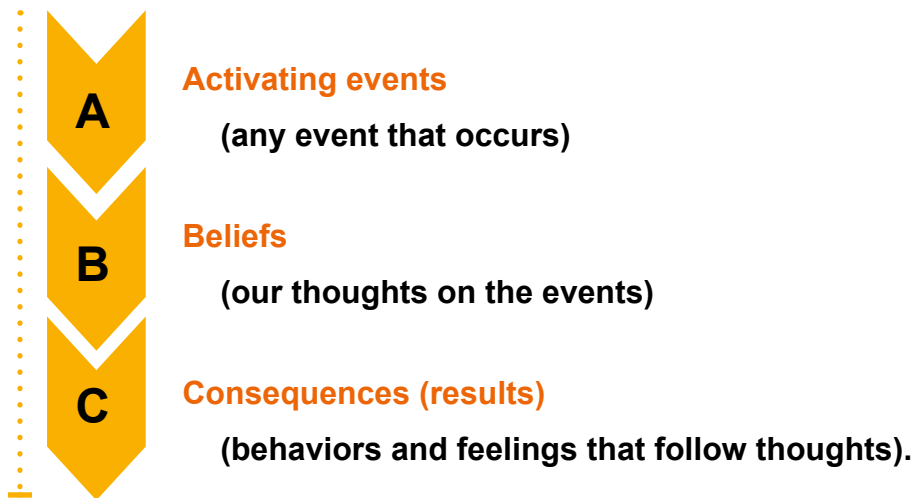 A
Activating events
(any event that occurs)
B
Beliefs
(our thoughts on the events)
C
Consequences (results)
(behaviors and feelings that follow thoughts).